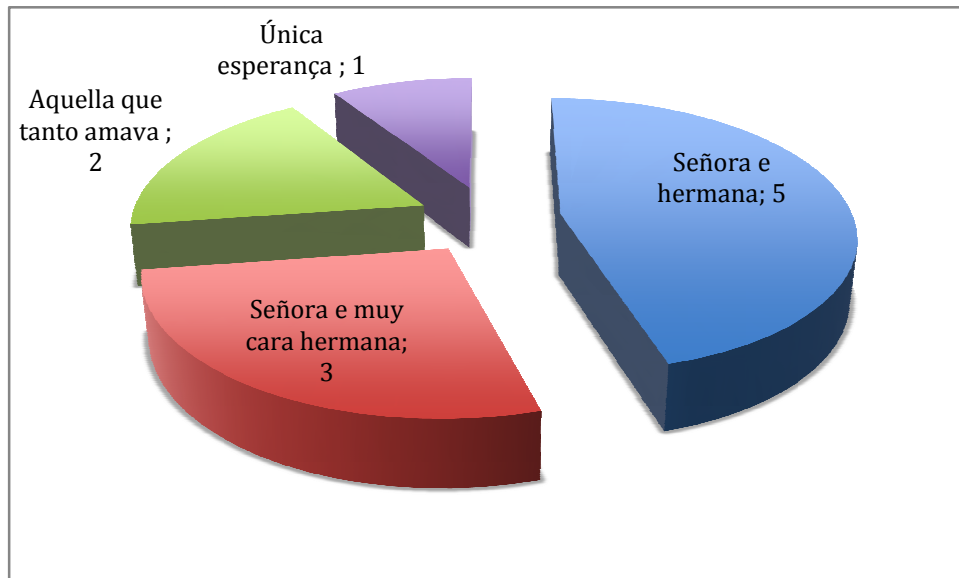 Única
esperança ; 1
Aquella que
tanto amava ;
2
Señora e
hermana; 5
Señora e muy
cara hermana;
3